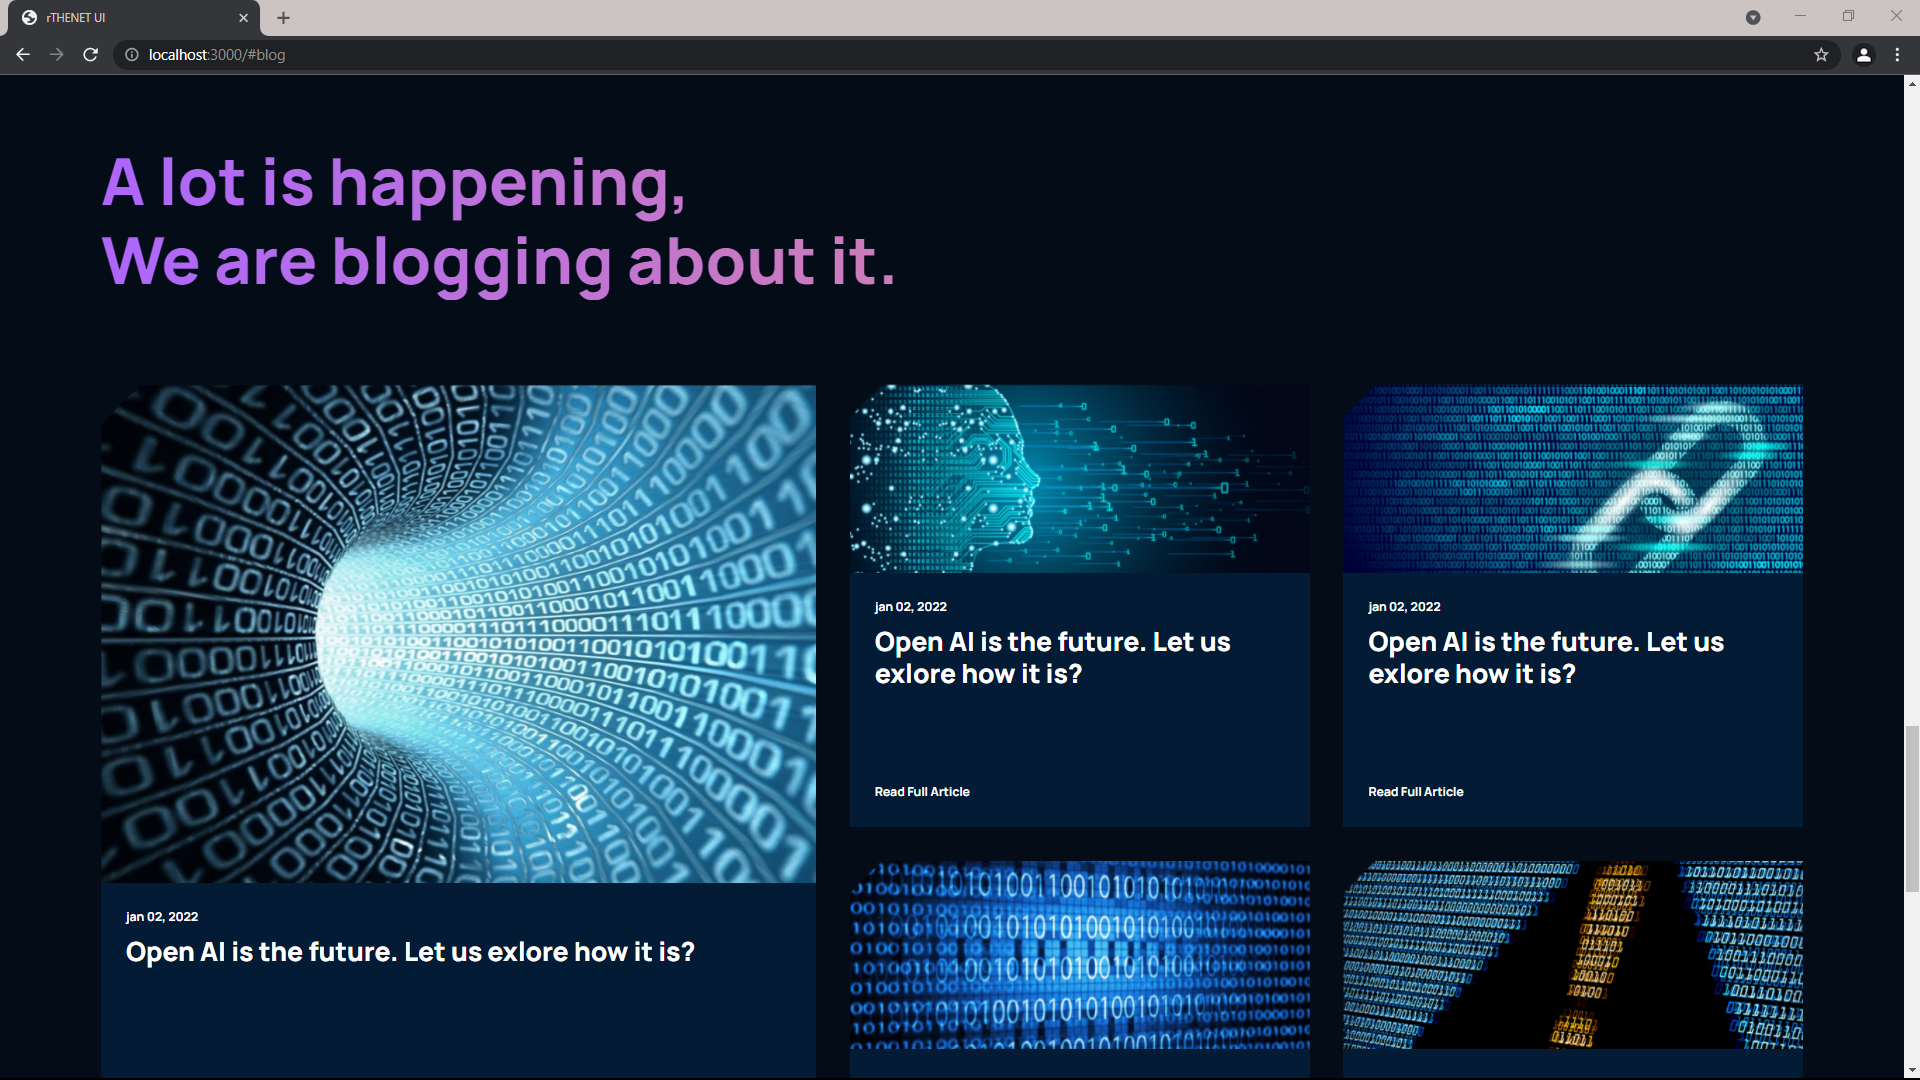 rTHENET UI
localhost:3000/#blog
A lot is happening,
We are blogging about it.
jan 02, 2022
Open AI is the future. Let us exlore how it is?
jan 02, 2022
Open AI is the future. Let us
exlore how it is?
Read Full Article
jan 02, 2022
Open AI is the future. Let us
exlore how it is?
Read Full Article